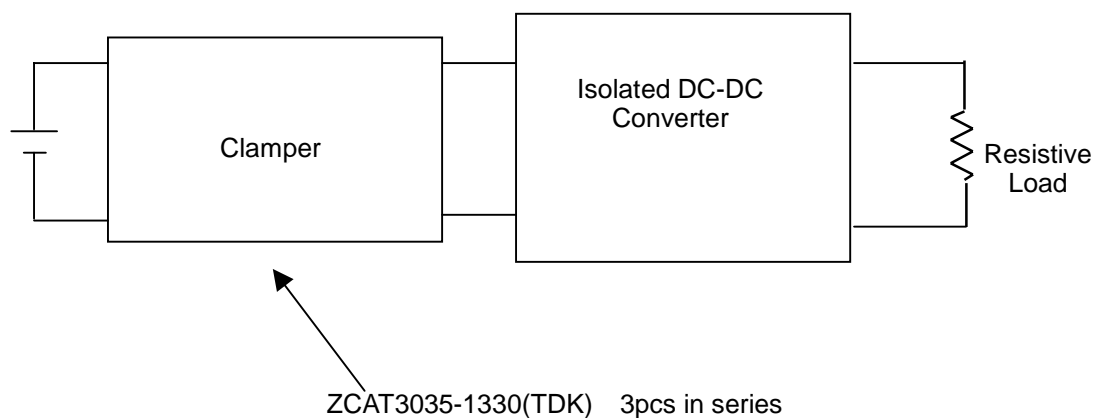 Clamper
Isolated DC-DC
Converter
Resistive
Load
ZCAT3035-1330(TDK) 3pcs in series